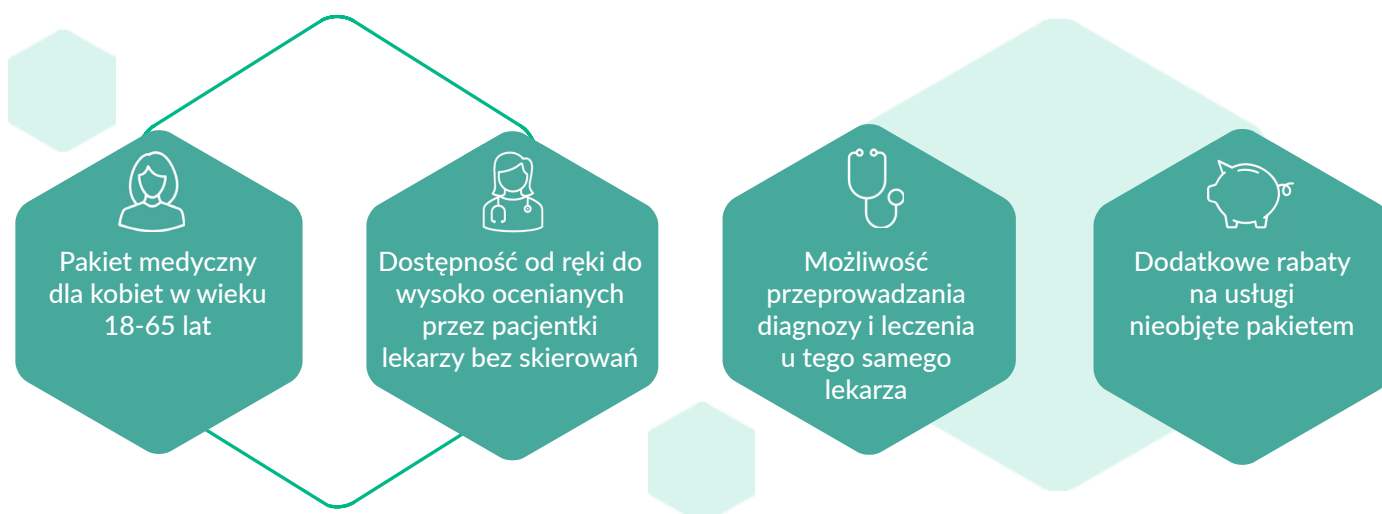 Pakiet medyczny
dla kobiet w wieku
18-65 lat
Dostępność od ręki do
wysoko ocenianych
przez pacjentki
lekarzy bez skierowań
Możliwość
przeprowadzania
diagnozy i leczenia
u tego samego
lekarza
Dodatkowe rabaty
na usługi
nieobjęte pakietem